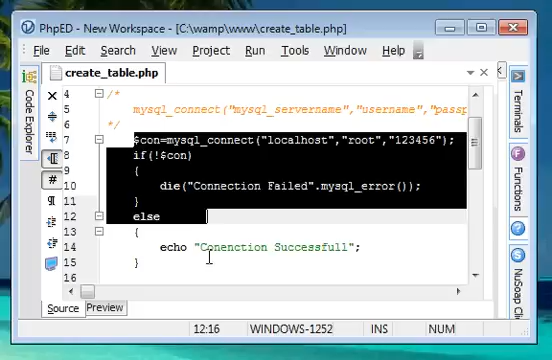 PhpED - New Workspace - [C:\wamp\www\create_table.php]
File Edit Search View Project Run Tools Window Help
create_table.php
Code Explorer
Terminals
Functions
NuSoap Cli
4 /*
5 mysql_connect("mysql_servername","username","passp
6 */
7 $con=mysql_connect("localhost","root","123456");
8 if(!$con)
9 {
10 die("Connection Failed".mysql_error());
11 }
12 else
13 {
14 echo "Conenction Successfull";
15 }
16
Source Preview
12:16 WINDOWS-1252 INS NUM